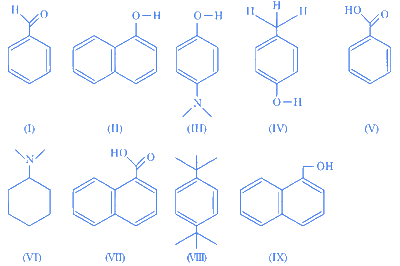 H O O—H O—H H H H HO O
N O—H
(I) (II) (III) (IV) (V)
N HO O OH
(VI) (VII) (VIII) (IX)